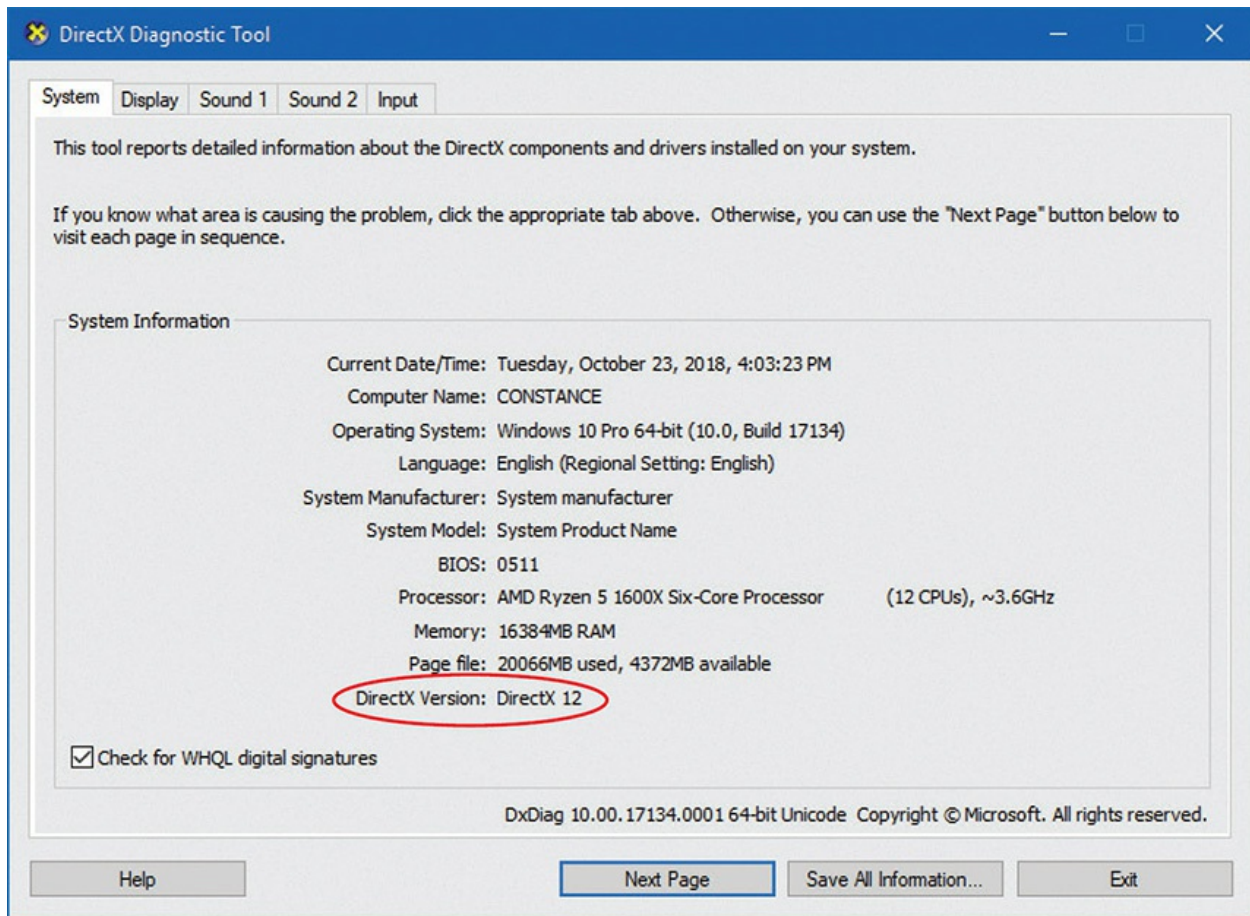 DirectX Diagnostic Tool
System Display Sound 1 Sound 2 Input
This tool reports detailed information about the DirectX components and drivers installed on your system.
If you know what area is causing the problem, click the appropriate tab above. Otherwise, you can use the "Next Page" button below to
visit each page in sequence.
System Information
Current Date/Time: Tuesday, October 23, 2018, 4:03:23 PM
Computer Name: CONSTANCE
Operating System: Windows 10 Pro 64-bit (10.0, Build 17134)
Language: English (Regional Setting: English)
System Manufacturer: System manufacturer
System Model: System Product Name
BIOS: 0511
Processor: AMD Ryzen 5 1600X Six-Core Processor (12 CPUs), ~3.6GHz
Memory: 16384MB RAM
Page file: 20066MB used, 4372MB available
DirectX Version: DirectX 12
Check for WHQL digital signatures
DxDiag 10.00.17134.0001 64-bit Unicode Copyright © Microsoft. All rights reserved.
Help Next Page Save All Information... Exit